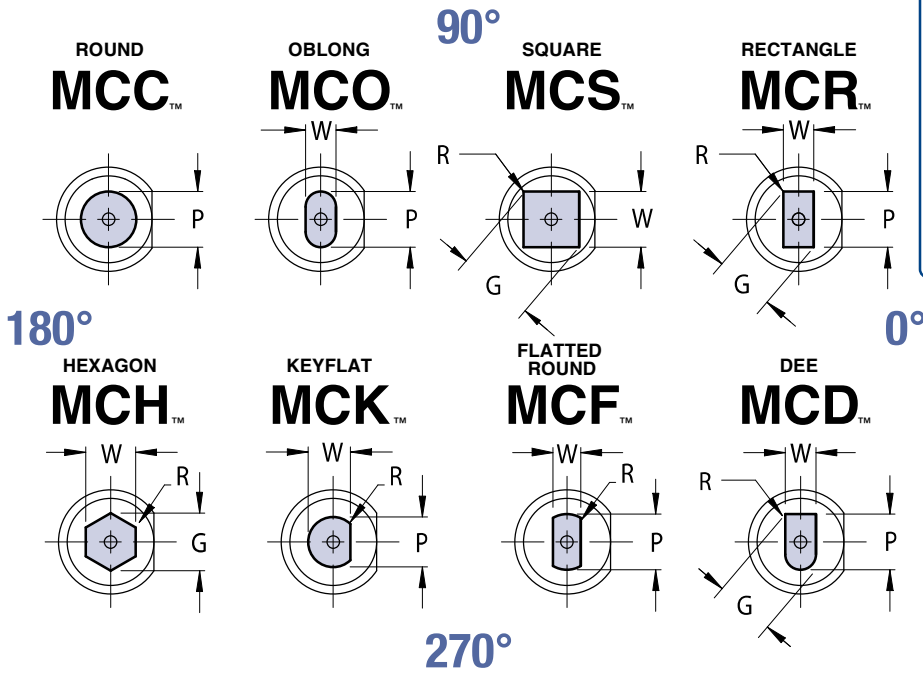 90°
ROUND
MCC™
P
OBLONG
MCO™
W
P
SQUARE
MCS™
R
W
G
RECTANGLE
MCR™
W
R
P
G
180°
0°
HEXAGON
MCH™
W
R
G
KEYFLAT
MCK™
W
R
P
FLATTED
ROUND
MCF™
W
R
P
DEE
MCD™
W
R
P
G
270°